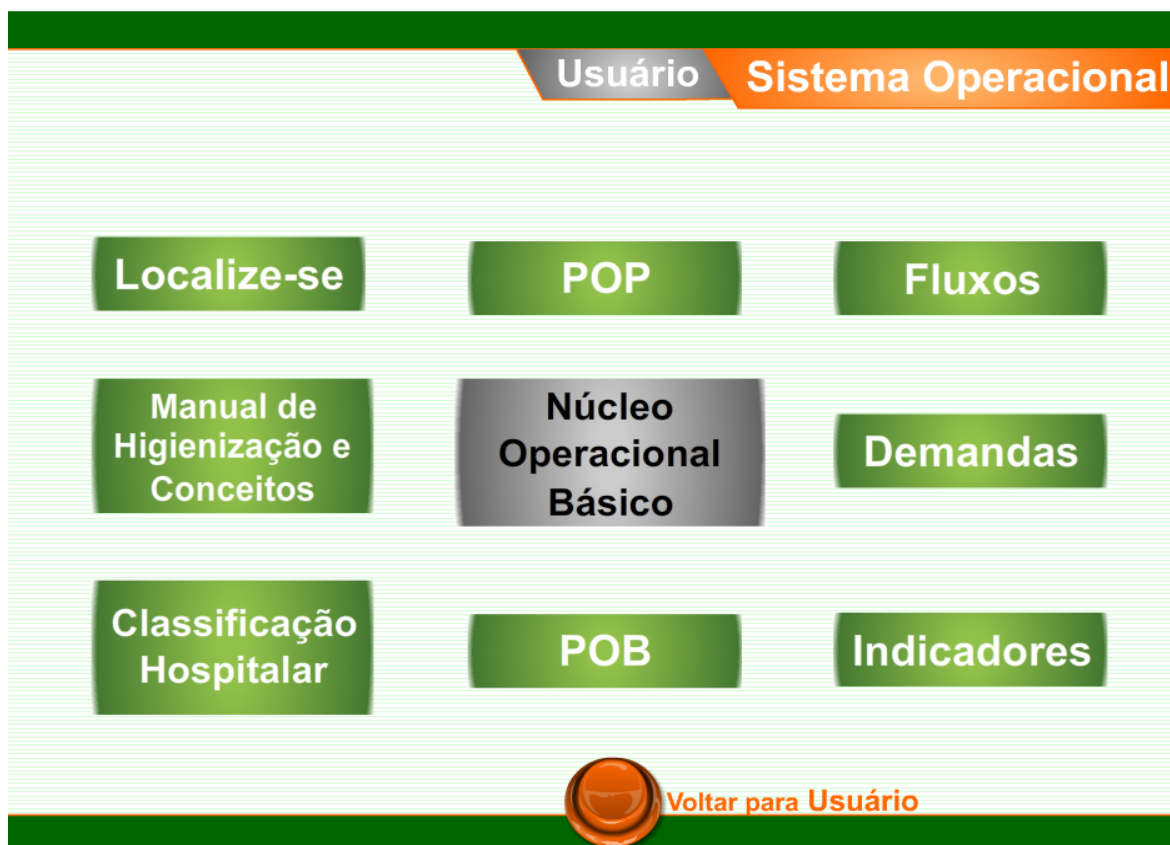 Usuário
Sistema Operacional
Localize-se
POP
Fluxos
Manual de
Higienização e
Conceitos
Núcleo
Operacional
Básico
Demandas
Classificação
Hospitalar
POB
Indicadores
Voltar para Usuário